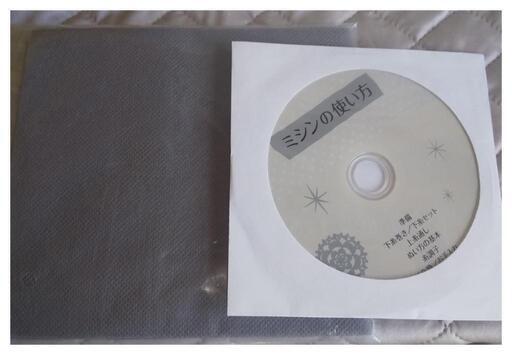 ミシンの使い方
準備
下糸巻き／下糸セット
上糸通し
ぬい方の基本
糸調子